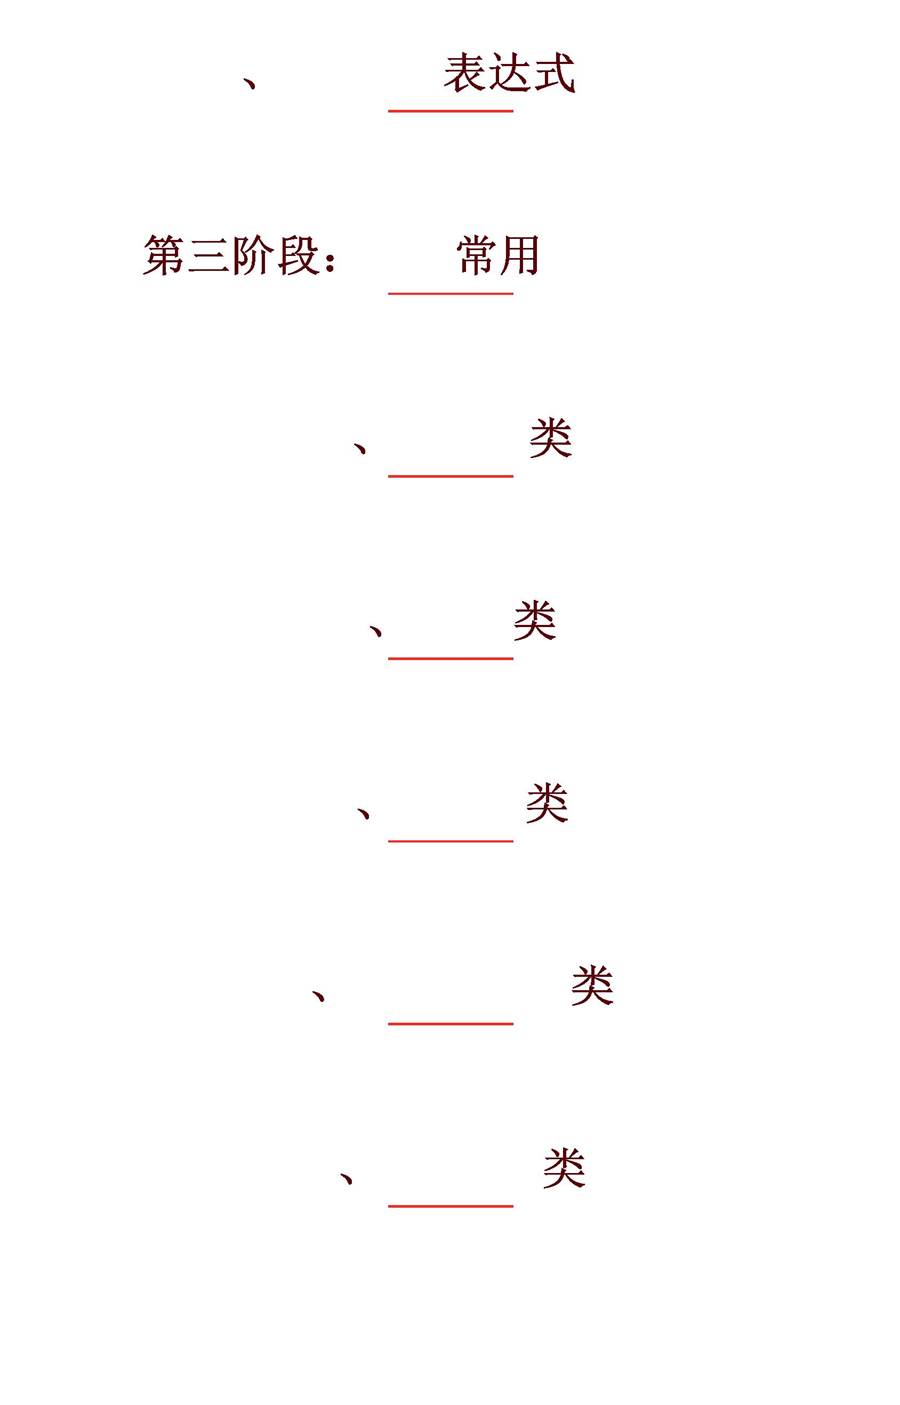 、 表达式
第三阶段： 常用
、 类
、 类
、 类
、 类
、 类